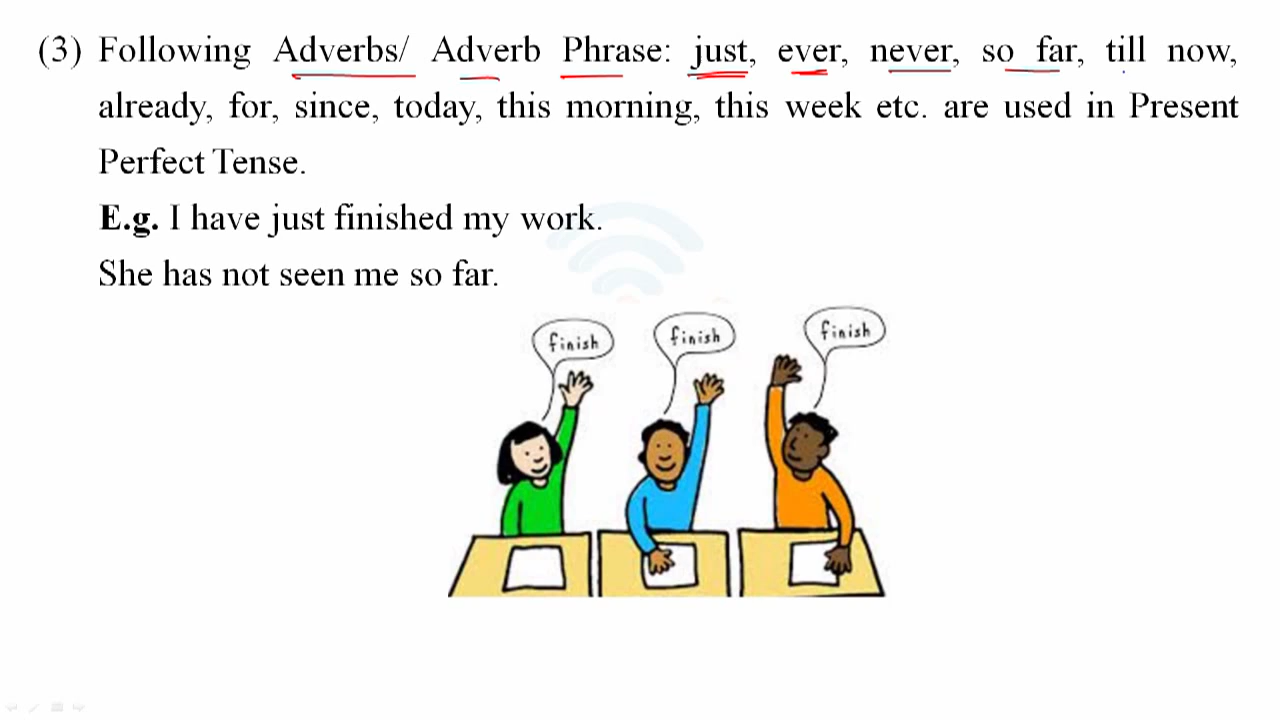 (3) Following Adverbs/ Adverb Phrase: just, ever, never, so far, till now,
already, for, since, today, this morning, this week etc. are used in Present
Perfect Tense.
E.g. I have just finished my work.
She has not seen me so far.
finish
finish
finish